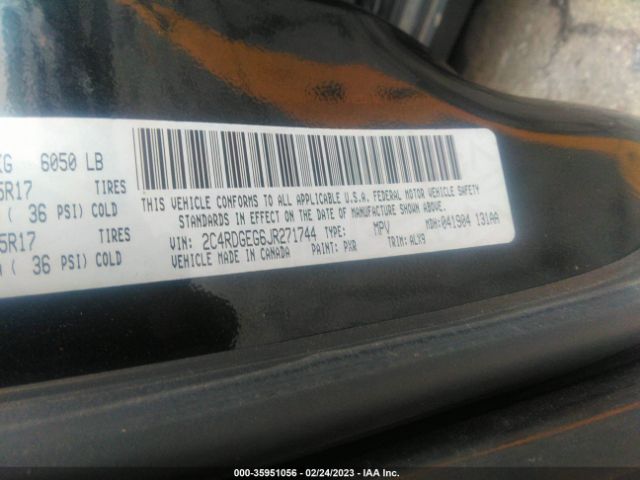 KG 6050 LB
5R17 TIRES
( 36 PSI) COLD
5R17 TIRES
( 36 PSI) COLD
THIS VEHICLE CONFORMS TO ALL APPLICABLE U.S.A. FEDERAL MOTOR VEHICLE SAFETY
STANDARDS IN EFFECT ON THE DATE OF MANUFACTURE SHOWN ABOVE.
VIN: 2C4RDGEG6JR271744 TYPE: MPV MDH: 041904 131AA
VEHICLE MADE IN CANADA PAINT: PXR TRIM: ALX9
000-35951056 — 02/24/2023 — IAA Inc.